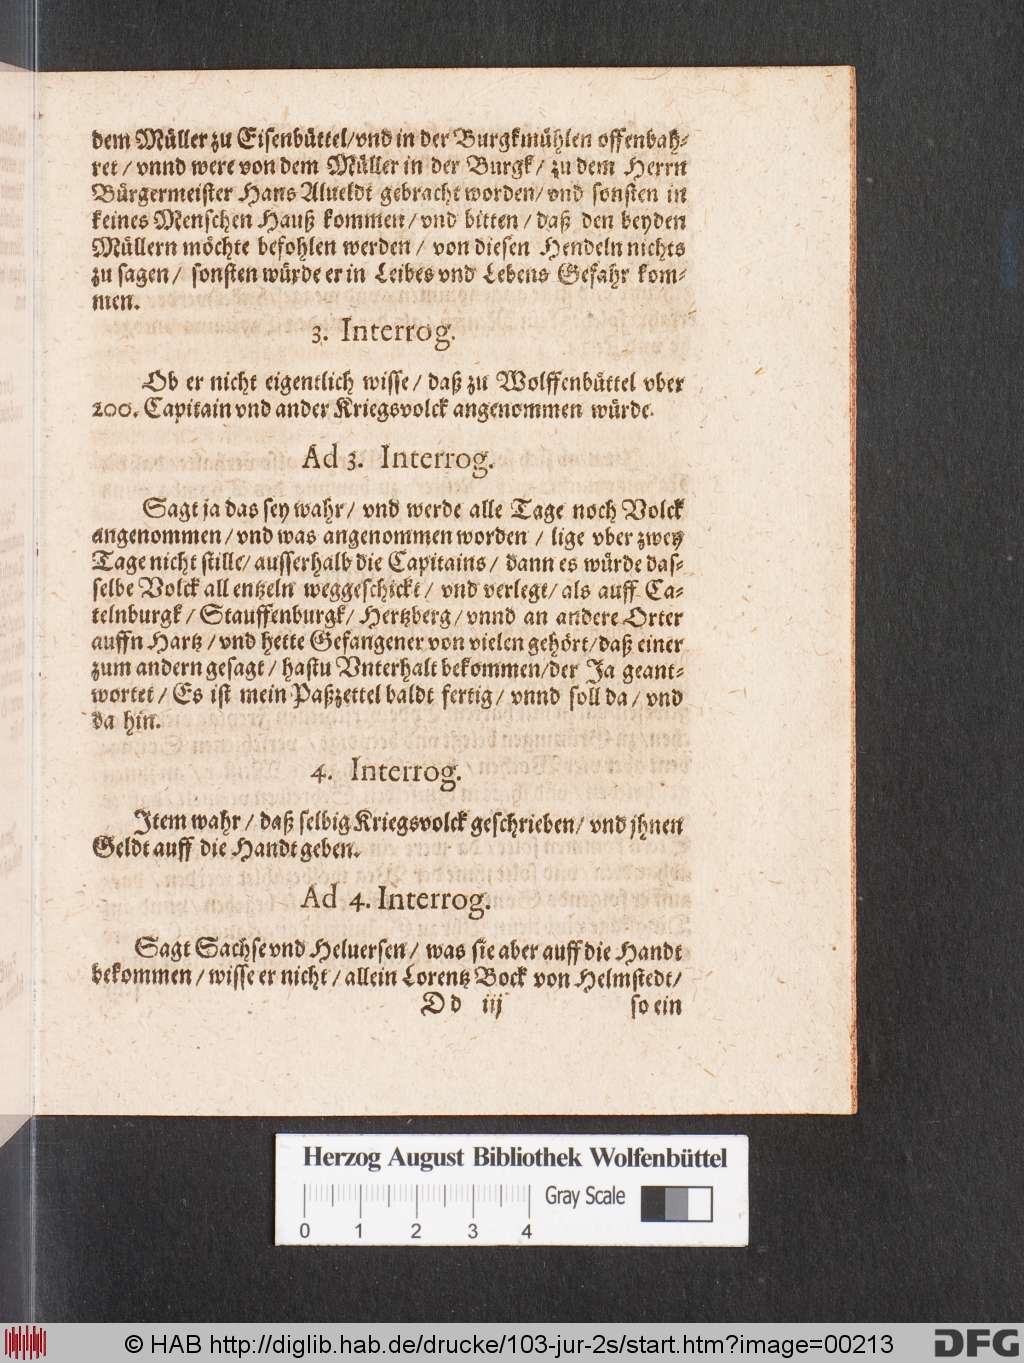 dem Müller zu Eisenbüttel/vnd in der Burgkmühlen offenbah⸗
ret / vnnd were von dem Müller in der Burgk / zu dem Herrn
Bürgermeister Hans Alueldt gebracht worden/ vnd sonsten in
keines Menschen Hauß kommen / vnd bitten / daß den beyden
Müllern möchte befohlen werden / von diesen Hendeln nichts
zu sagen / sonsten würde er in Leibes vnd Lebens Gefahr kom⸗
men.
3. Interrog.
Ob er nicht eigentlich wisse / daß zu Wolffenbüttel vber
200. Capitain vnd ander Kriegsvolck angenommen würde.
Ad 3. Interrog.
Sagt ja das sey wahr / vnd werde alle Tage noch Volck
angenommen / vnd was angenommen worden / lige vber zwey
Tage nicht stille/ ausserhalb die Capitains / dann es würde das⸗
selbe Volck all entzeln weggeschickt / vnd verlegt/ als auff Ca⸗
telnburgk / Stauffenburgk/ Hertzberg / vnnd an andere Orter
auffn Hartz / vnd hette Gefangener von vielen gehört/daß einer
zum andern gesagt / hastu Vnterhalt bekommen/der Ja geant⸗
wortet / Es ist mein Paßzettel baldt fertig / vnnd soll da / vnd
da hin.
4. Interrog.
Item wahr / daß selbig Kriegsvolck geschrieben/ vnd jhnen
Geldt auff die Handt geben.
Ad 4. Interrog.
Sagt Sachse vnd Heluersen / was sie aber auff die Handt
bekommen / wisse er nicht / allein Lorentz Bock von Helmstedt/
D d iij so ein
Herzog August Bibliothek Wolfenbüttel
Gray Scale
0 1 2 3 4
© HAB http://diglib.hab.de/drucke/103-jur-2s/start.htm?image=00213
DFG